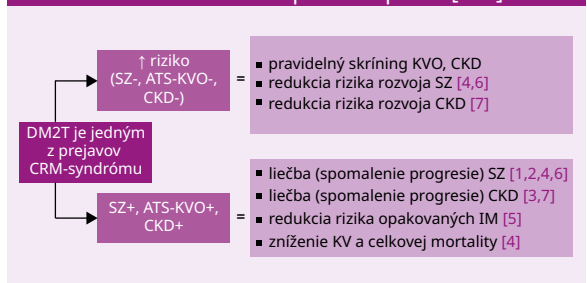 ↑ riziko
(SZ-, ATS-KVO-,
CKD-)
=
▪ pravidelný skríning KVO, CKD
▪ redukcia rizika rozvoja SZ [4,6]
▪ redukcia rizika rozvoja CKD [7]
DM2T je jedným
z prejavov
CRM-syndrómu
SZ+, ATS-KVO+,
CKD+
=
▪ liečba (spomalenie progresie) SZ [1,2,4,6]
▪ liečba (spomalenie progresie) CKD [3,7]
▪ redukcia rizika opakovaných IM [5]
▪ zníženie KV a celkovej mortality [4]